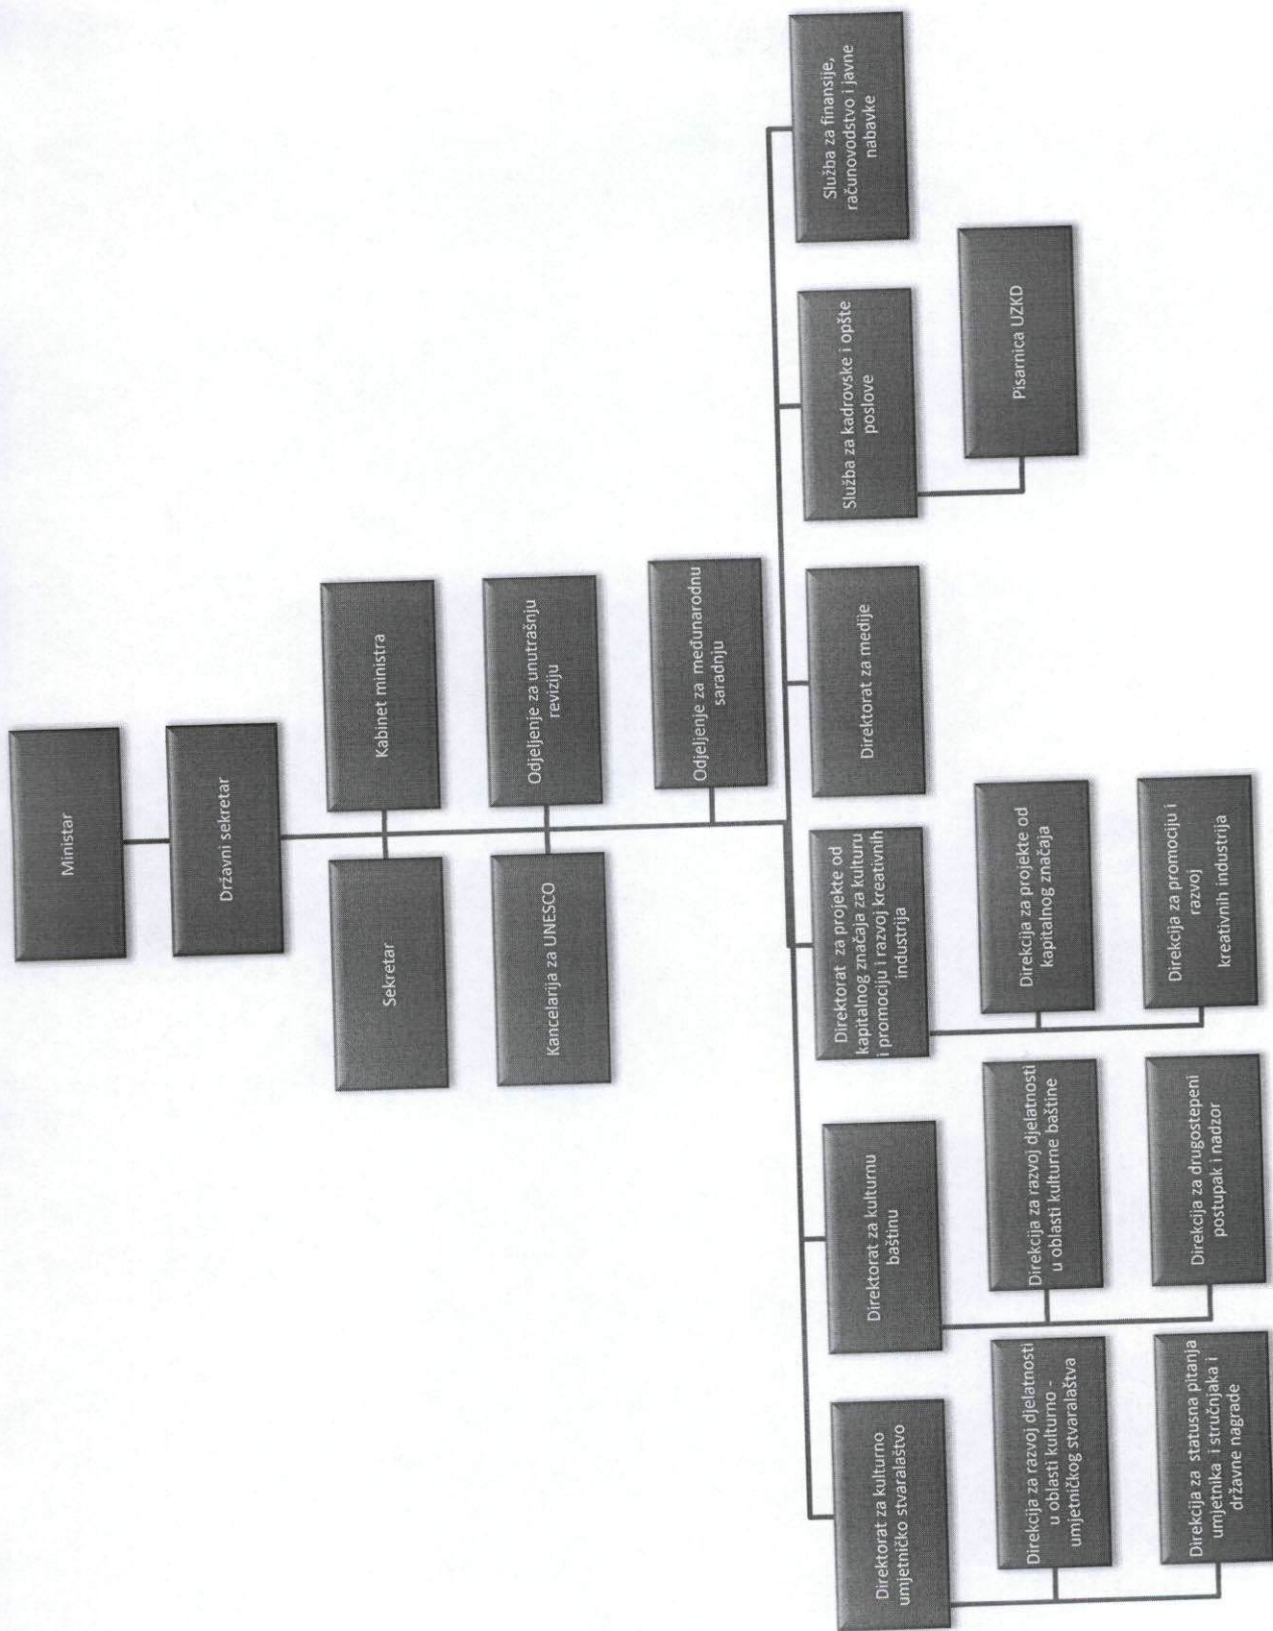 Ministar
Državni sekretar
Sekretar
Kabinet ministra
Kancelarija za UNESCO
Odjeljenje za unutrašnju
reviziju
Odjeljenje za međunarodnu
saradnju
Direktorat za kulturno
umjetničko stvaralaštvo
Direktorat za kulturnu
baštinu
Direktorat za projekte od
kapitalnog značaja za kulturu
i promociju i razvoj kreativnih
industrija
Direktorat za medije
Služba za kadrovske i opšte
poslove
Služba za finansije,
računovodstvo i javne
nabavke
Direkcija za razvoj djelatnosti
u oblasti kulturno -
umjetničkog stvaralaštva
Direkcija za razvoj djelatnosti
u oblasti kulturne baštine
Direkcija za projekte od
kapitalnog značaja
Pisarnica UZKD
Direkcija za statusna pitanja
umjetnika i stručnjaka i
državne nagrade
Direkcija za drugostepeni
postupak i nadzor
Direkcija za promociju i
razvoj
kreativnih industrija